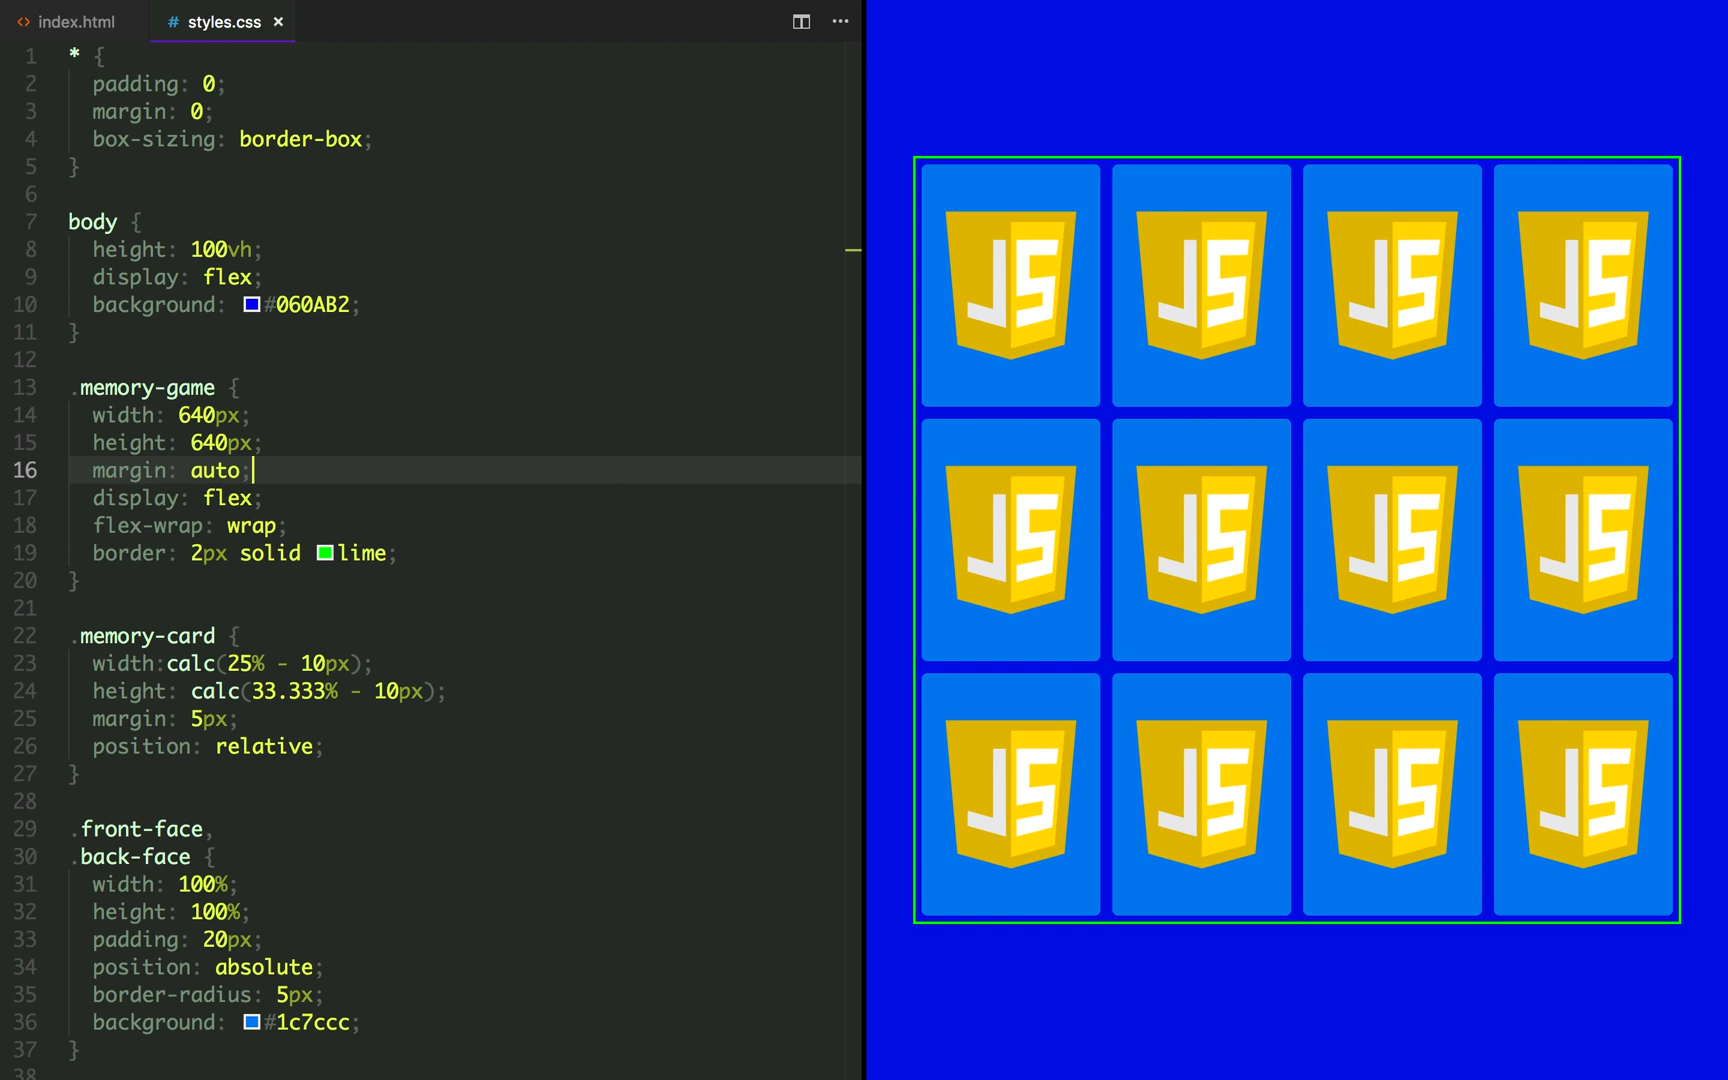 index.html
# styles.css ×
1 * {
2 padding: 0;
3 margin: 0;
4 box-sizing: border-box;
5 }
6
7 body {
8 height: 100vh;
9 display: flex;
10 background: #060AB2;
11 }
12
13 .memory-game {
14 width: 640px;
15 height: 640px;
16 margin: auto;
17 display: flex;
18 flex-wrap: wrap;
19 border: 2px solid lime;
20 }
21
22 .memory-card {
23 width:calc(25% - 10px);
24 height: calc(33.333% - 10px);
25 margin: 5px;
26 position: relative;
27 }
28
29 .front-face,
30 .back-face {
31 width: 100%;
32 height: 100%;
33 padding: 20px;
34 position: absolute;
35 border-radius: 5px;
36 background: #1c7ccc;
37 }
38
JS JS JS JS
JS JS JS JS
JS JS JS JS